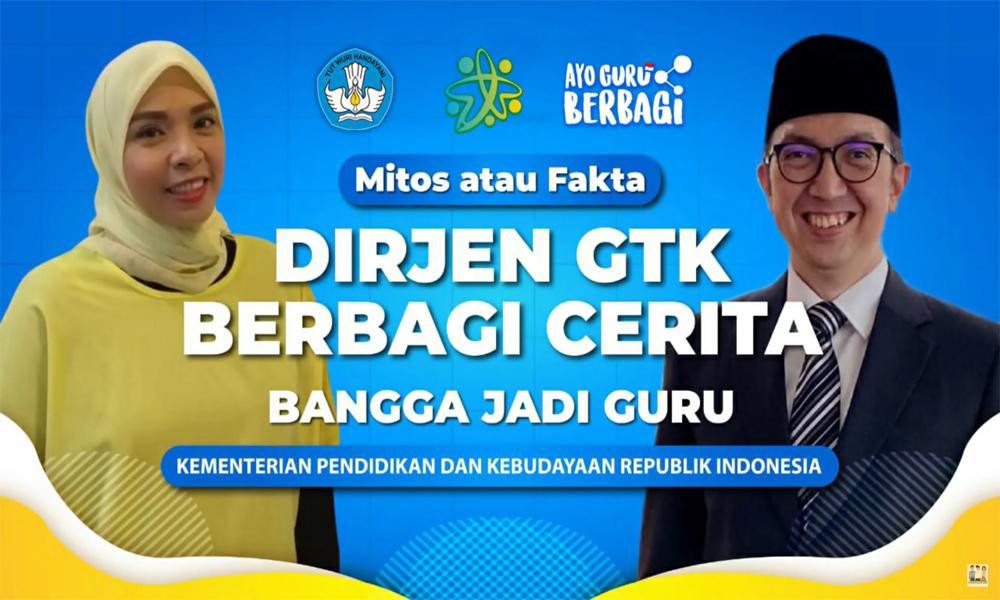 TUT WURI HANDAYANI
AYO GURU
BERBAGI
Mitos atau Fakta
DIRJEN GTK
BERBAGI CERITA
BANGGA JADI GURU
KEMENTERIAN PENDIDIKAN DAN KEBUDAYAAN REPUBLIK INDONESIA